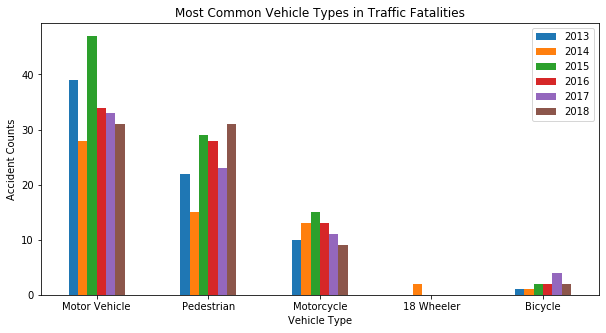 Most Common Vehicle Types in Traffic Fatalities
2013
2014
2015
2016
2017
2018
Accident Counts
40
30
20
10
0
Motor Vehicle
Pedestrian
Motorcycle
18 Wheeler
Bicycle
Vehicle Type